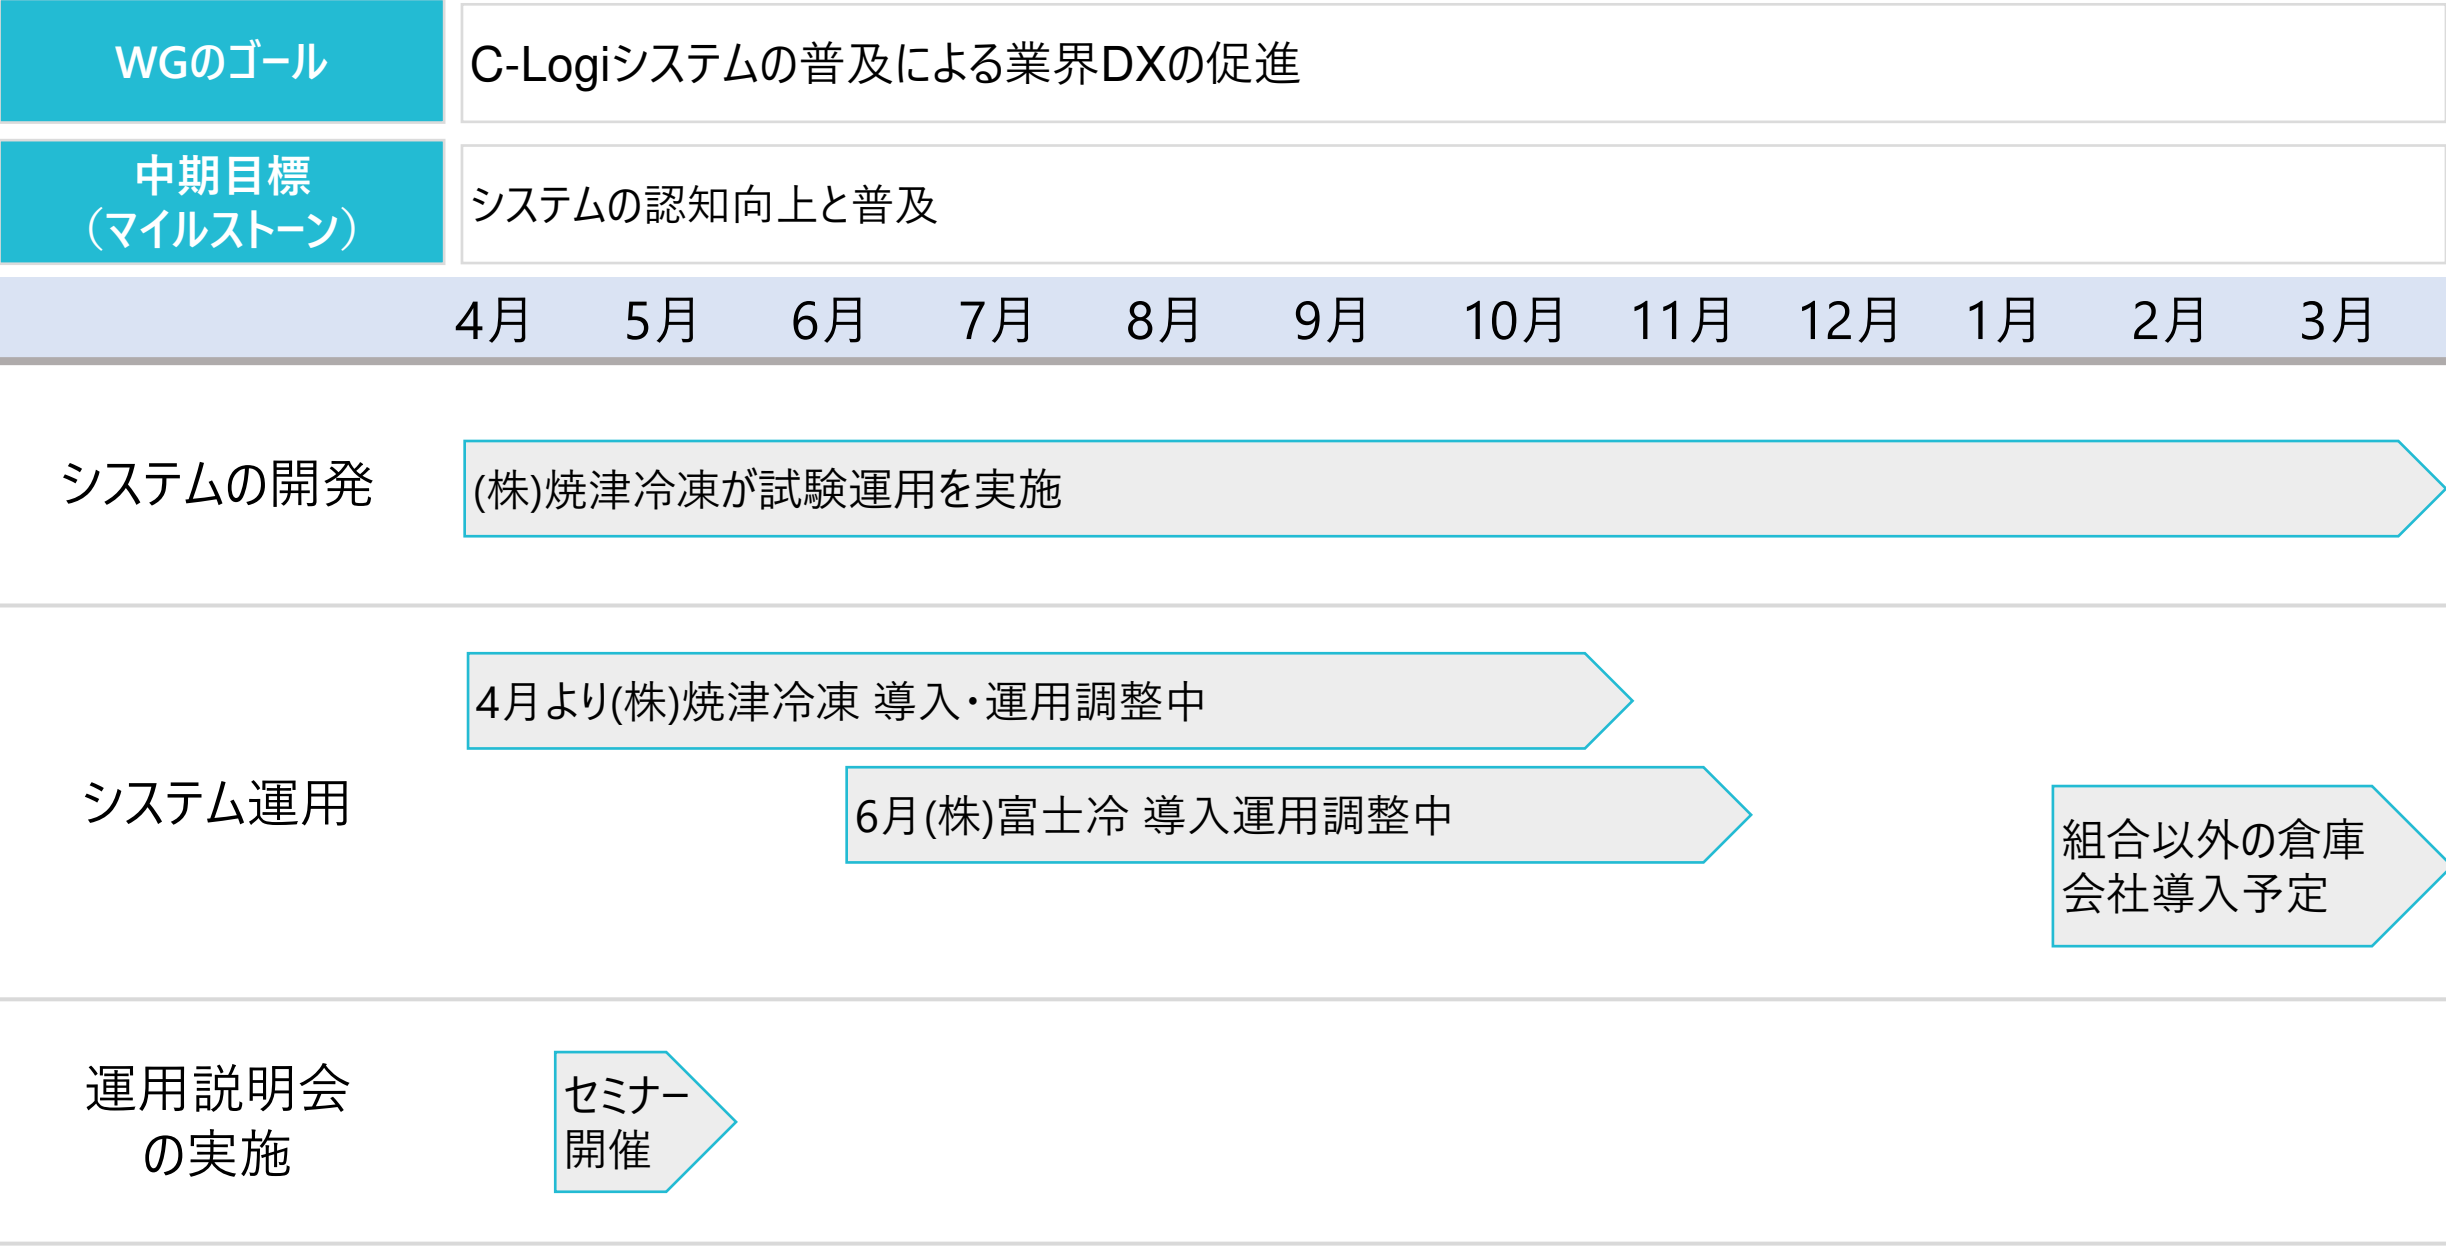 WGのゴール
C-Logiシステムの普及による業界DXの促進
中期目標
（マイルストーン）
システムの認知向上と普及
4月 5月 6月 7月 8月 9月 10月 11月 12月 1月 2月 3月
システムの開発
(株)焼津冷凍が試験運用を実施
システム運用
4月より(株)焼津冷凍 導入・運用調整中
6月(株)富士冷 導入運用調整中
組合以外の倉庫
会社導入予定
運用説明会
の実施
セミナー
開催